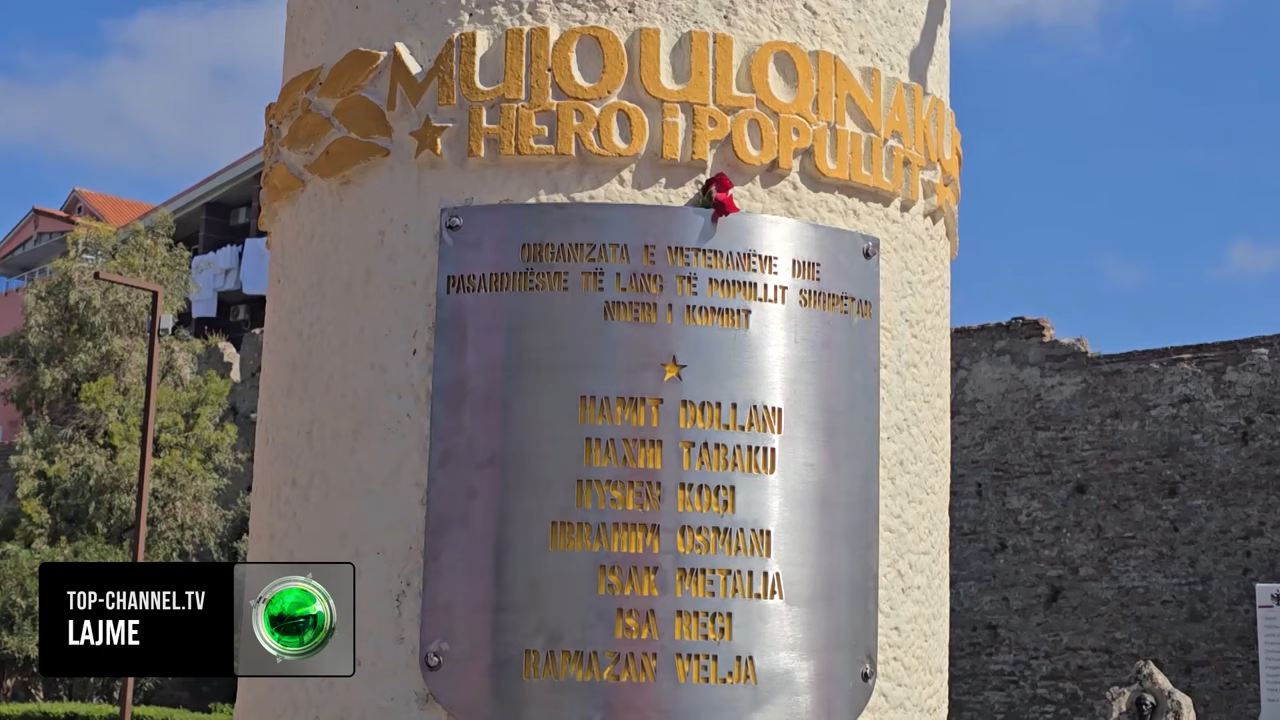 MUJO ULQINAKU
HERO i POPULLIT
ORGANIZATA E VETERANËVE DHE
PASARDHËSVE TË LANÇ TË POPULLIT SHQIPËTAR
NDERI I KOMBIT
HAMIT DOLLANI
HAXHI TABAKU
HYSEN KOÇI
IBRAHIM OSMANI
ISAK METALIA
ISA REÇI
RAMAZAN VELJA
TOP-CHANNEL.TV
LAJME